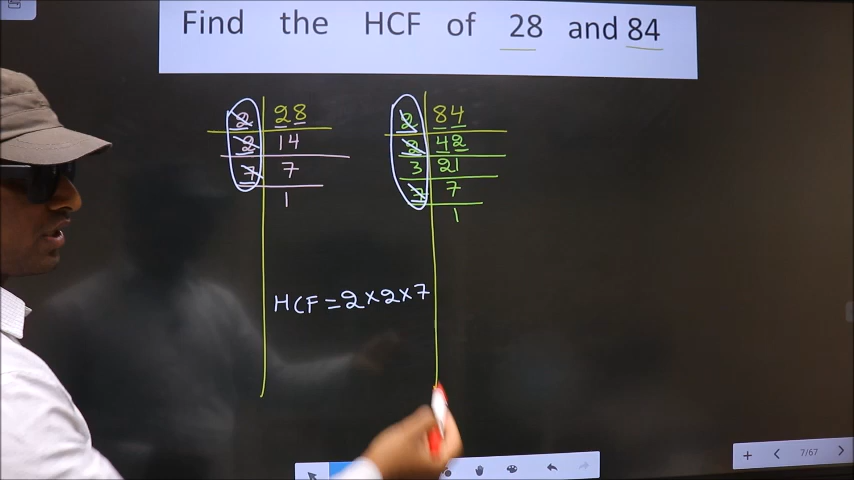 Find the HCF of 28 and 84
2 28 2 84
2 14 2 42
7 7 3 21
1 7 7
1
HCF = 2 × 2 × 7
7/67